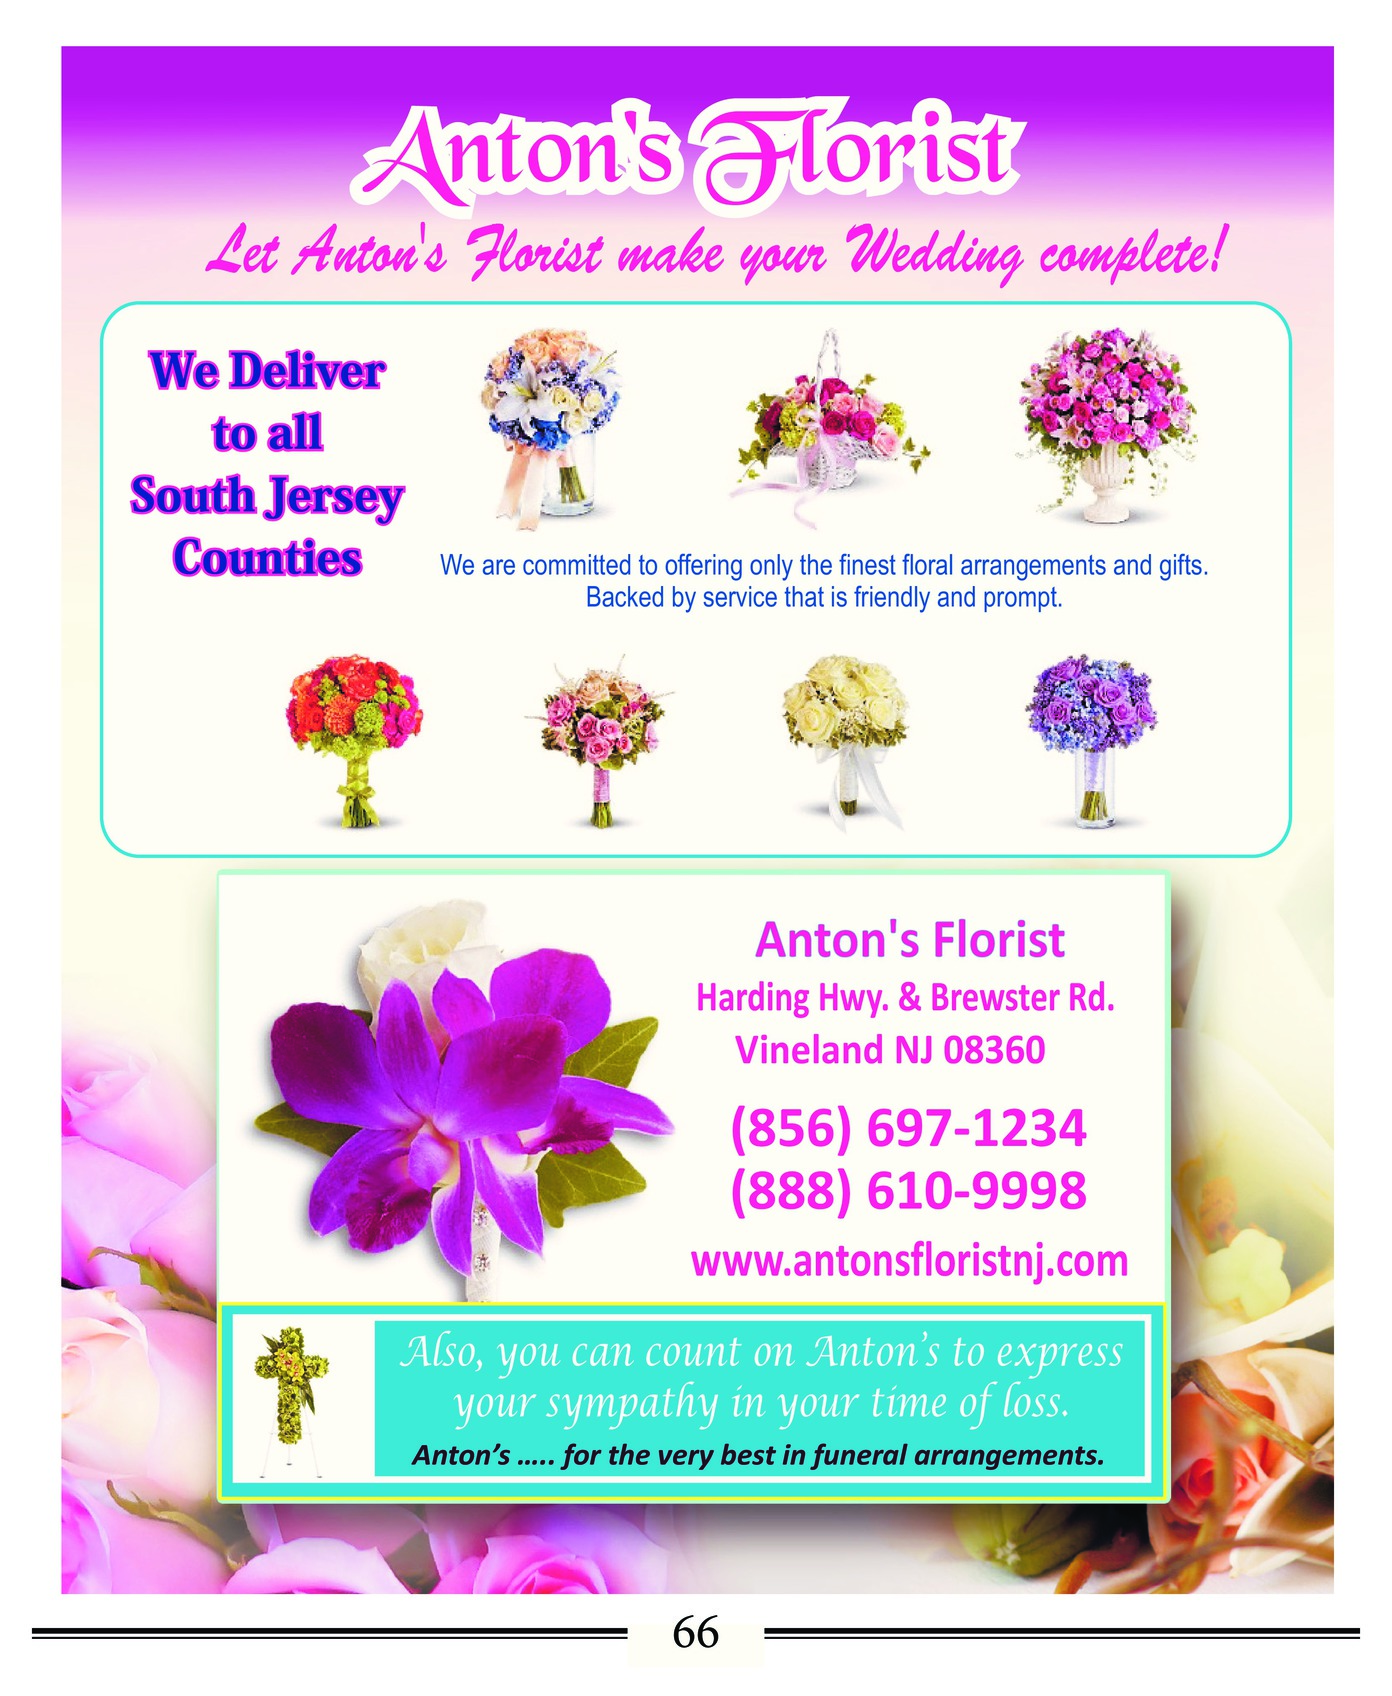 Anton's Florist
Let Anton's Florist make your Wedding complete!
We Deliver
to all
South Jersey
Counties
We are committed to offering only the finest floral arrangements and gifts.
Backed by service that is friendly and prompt.
Anton's Florist
Harding Hwy. & Brewster Rd.
Vineland NJ 08360
(856) 697-1234
(888) 610-9998
www.antonsfloristnj.com
Also, you can count on Anton’s to express
your sympathy in your time of loss.
Anton’s ..... for the very best in funeral arrangements.
66